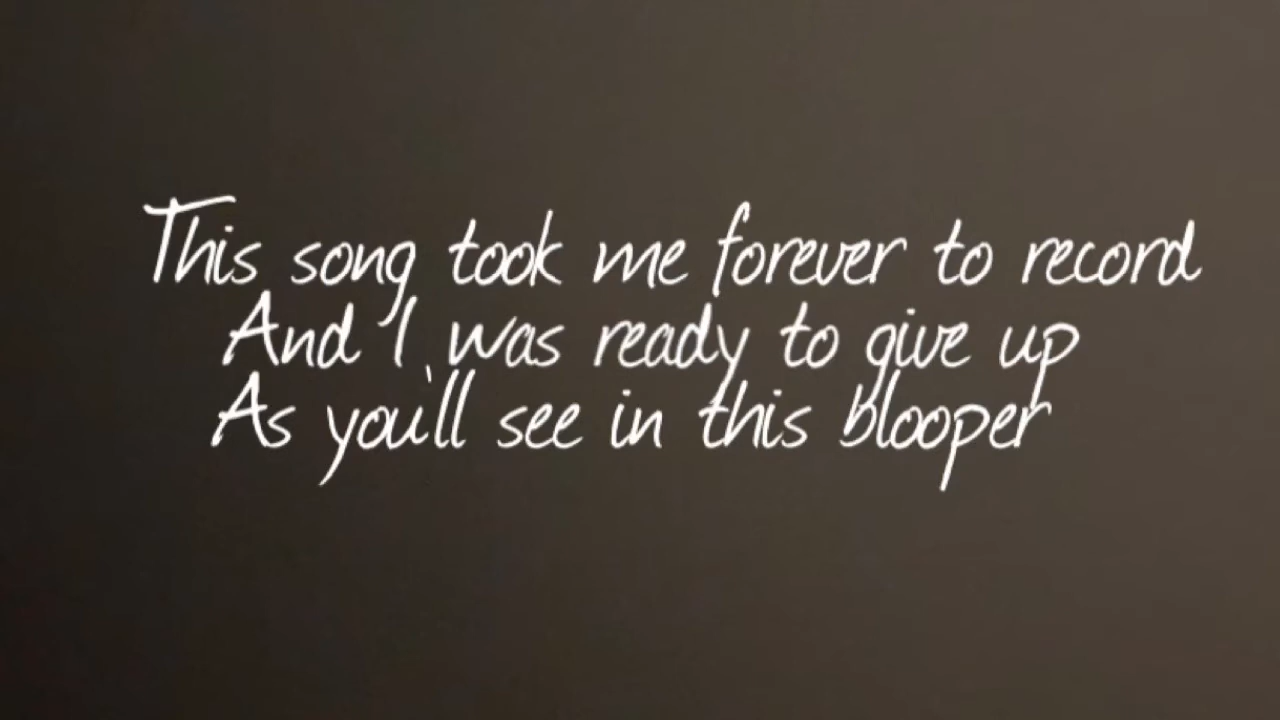 This song took me forever to record
And I was ready to give up
As you'll see in this blooper